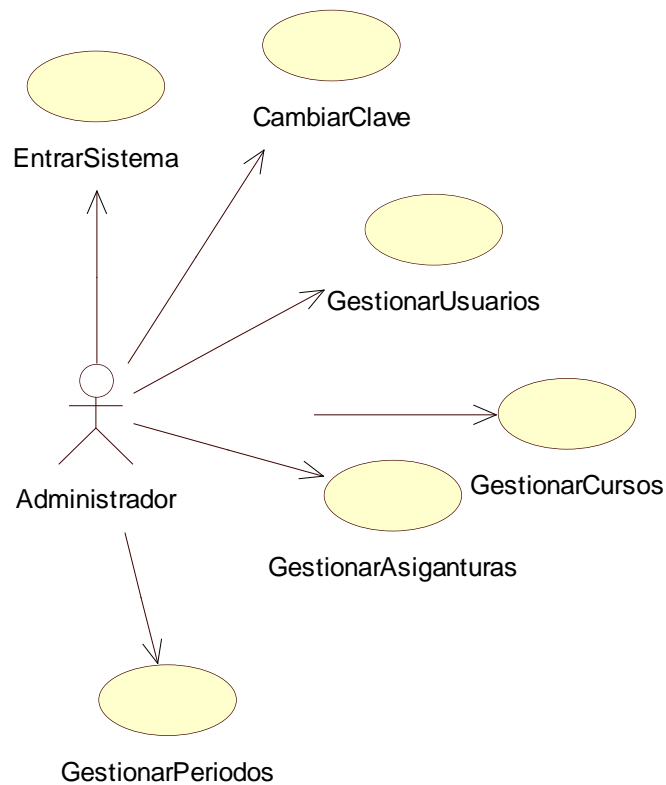 CambiarClave
EntrarSistema
GestionarUsuarios
GestionarCursos
Administrador
GestionarAsiganturas
GestionarPeriodos